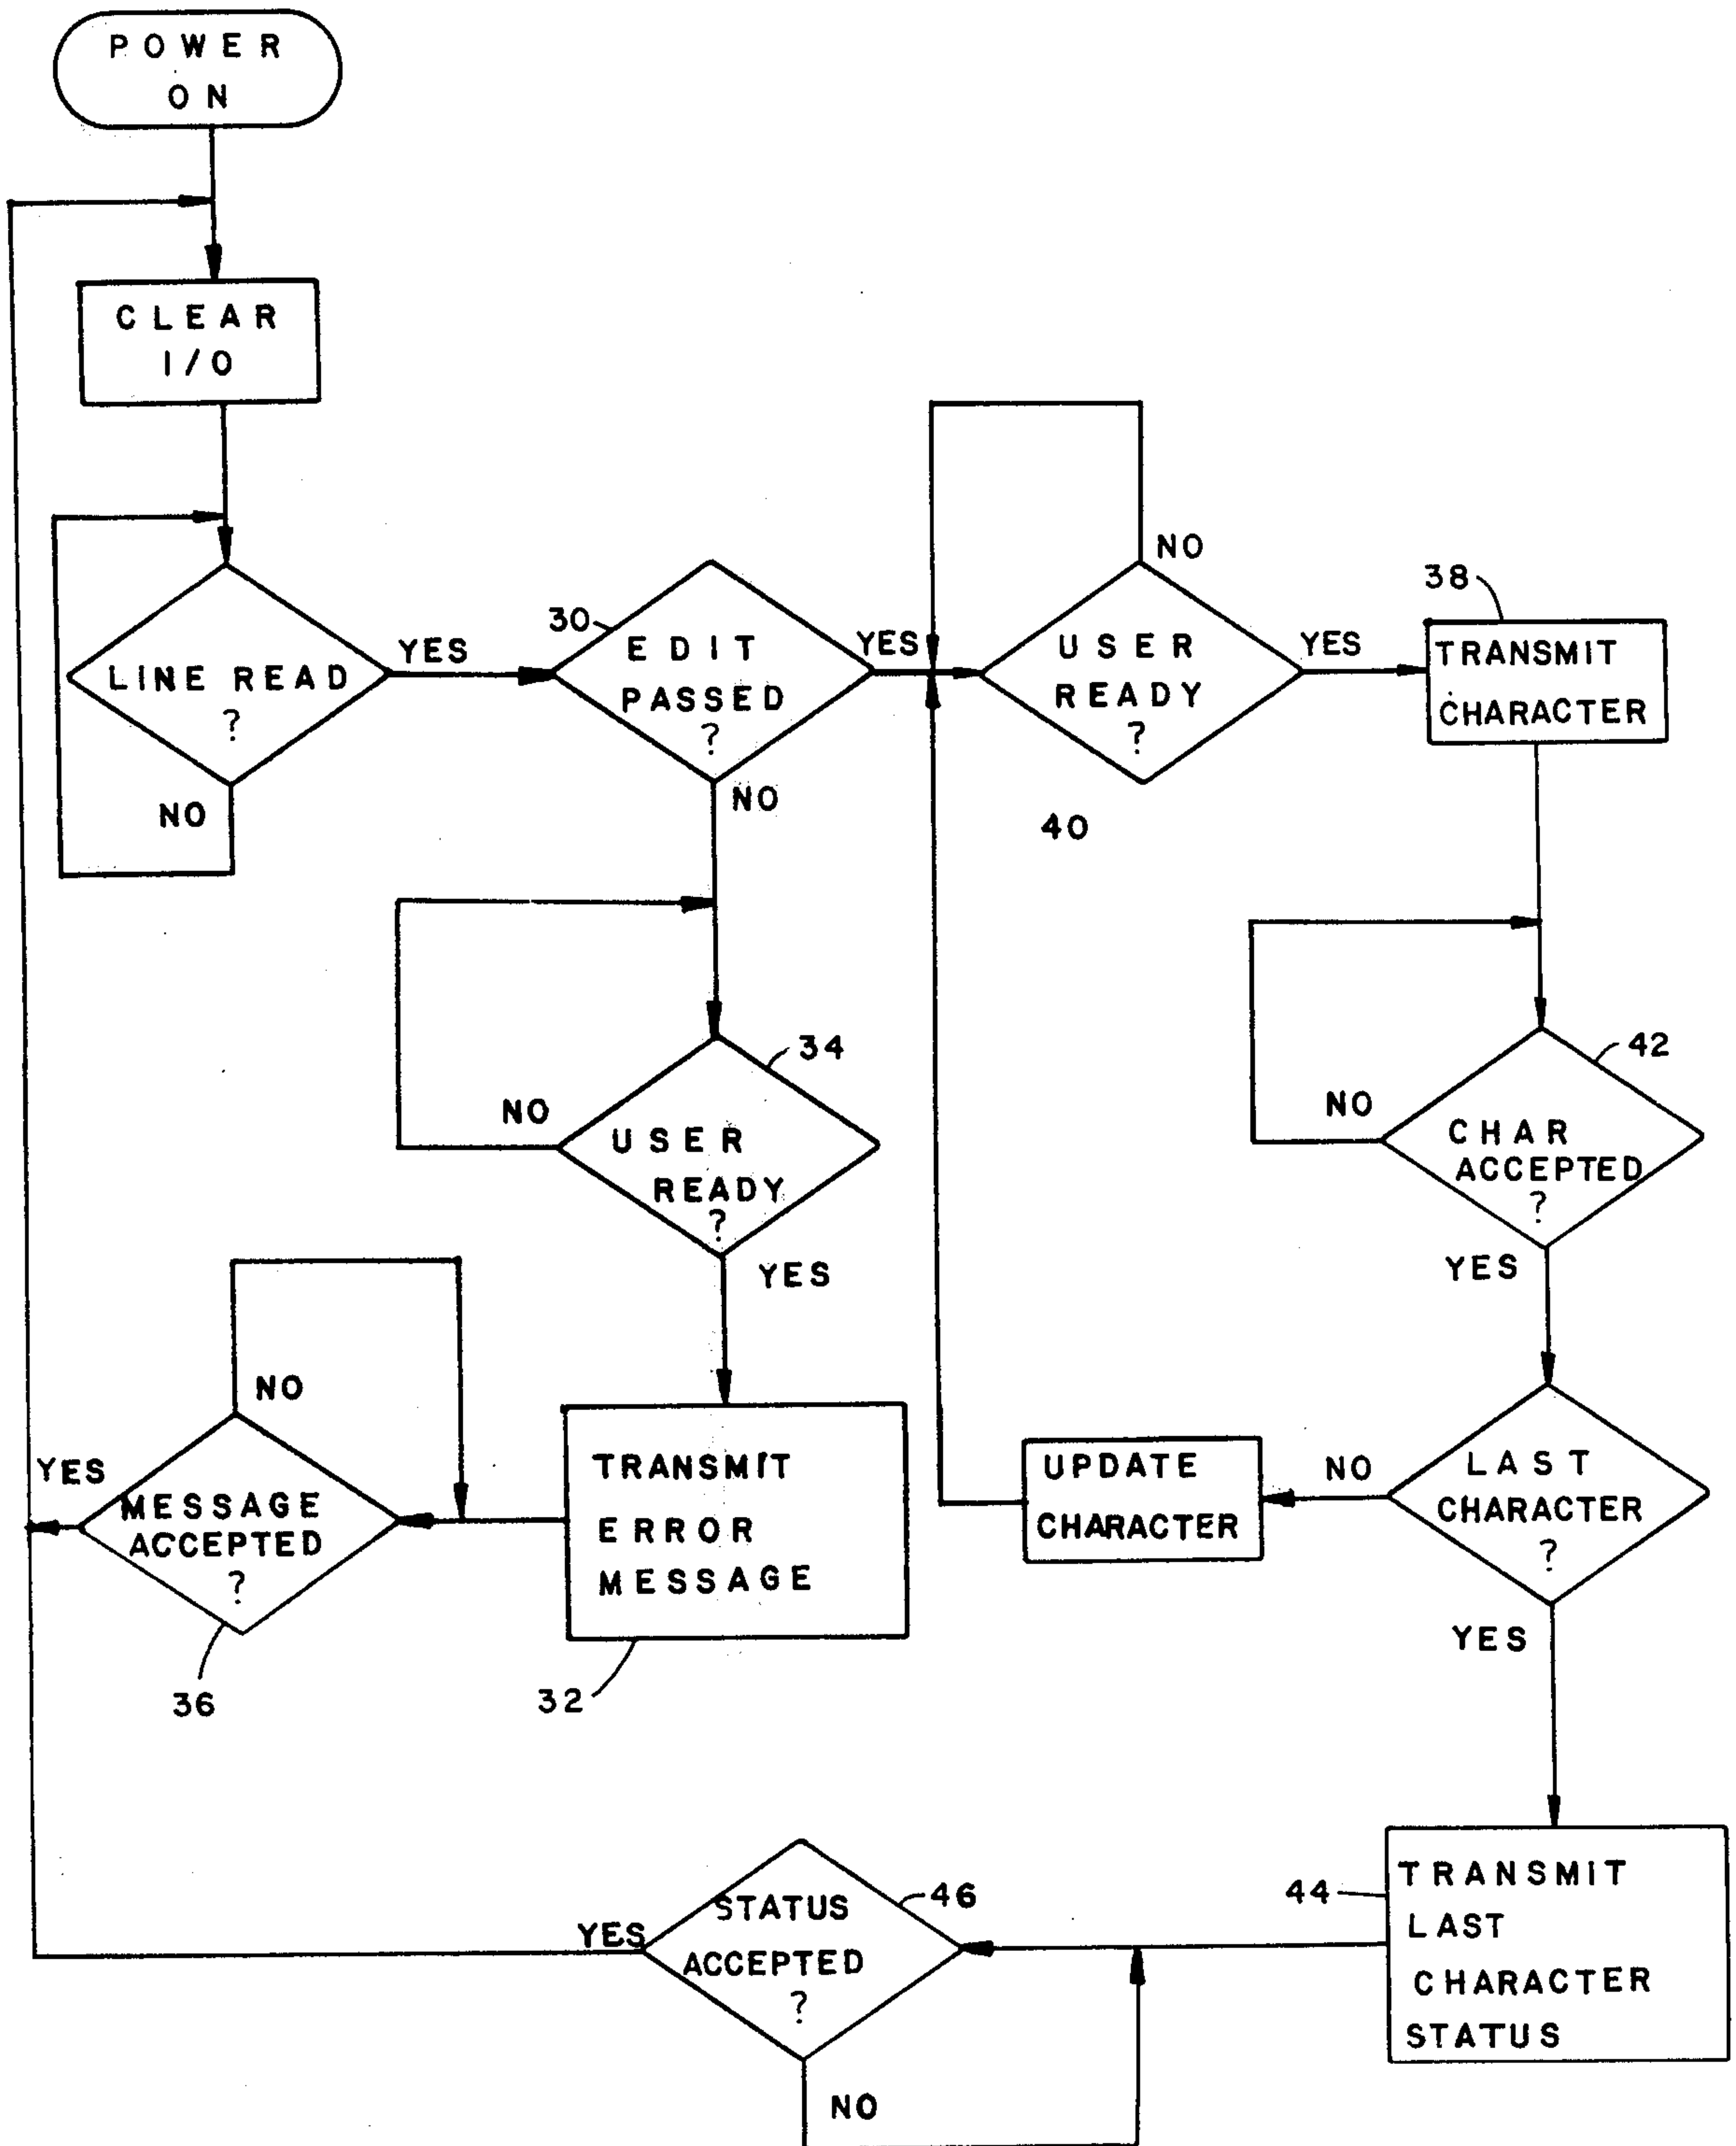 POWER
ON
CLEAR
I/O
LINE READ
?
YES
NO
30
EDIT
PASSED
?
YES
NO
USER
READY
?
NO
YES
40
38
TRANSMIT
CHARACTER
34
USER
READY
?
NO
YES
42
CHAR
ACCEPTED
?
NO
YES
TRANSMIT
ERROR
MESSAGE
32
MESSAGE
ACCEPTED
?
NO
YES
36
LAST
CHARACTER
?
NO
YES
UPDATE
CHARACTER
44
TRANSMIT
LAST
CHARACTER
STATUS
46
STATUS
ACCEPTED
?
YES
NO